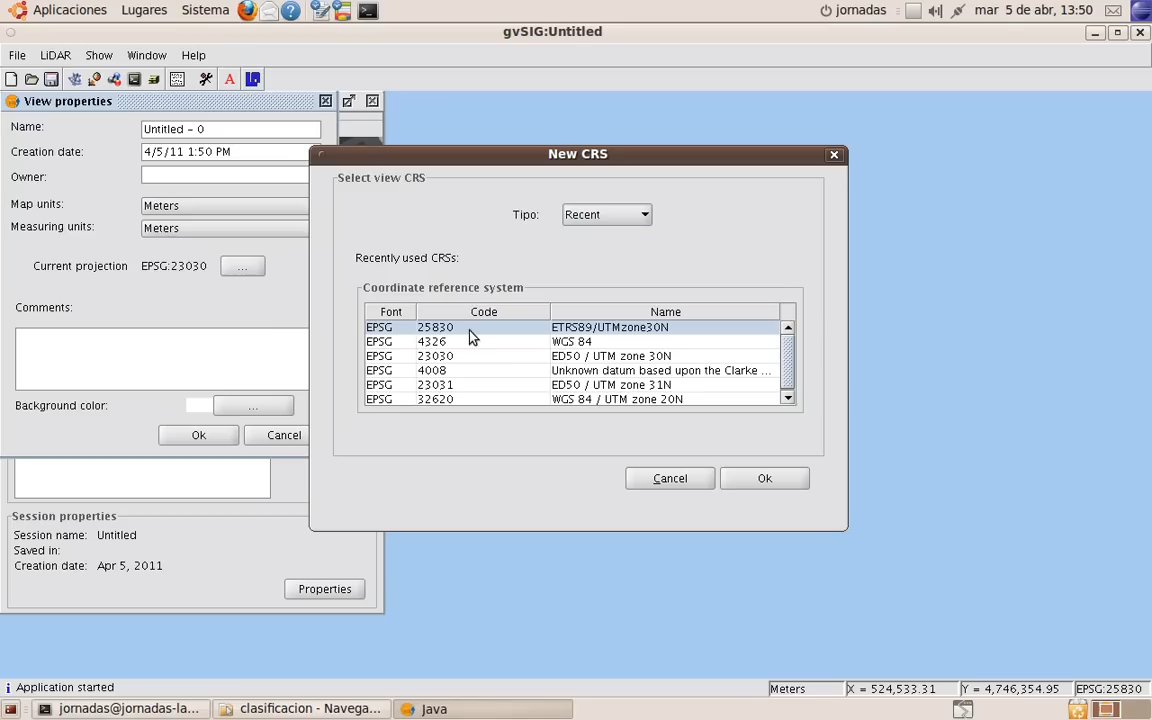 Aplicaciones Lugares Sistema jornadas mar 5 de abr, 13:50
gvSIG:Untitled
File LiDAR Show Window Help
View properties
Name: Untitled - 0
Creation date: 4/5/11 1:50 PM
Owner:
Map units: Meters
Measuring units: Meters
Current projection EPSG:23030 ...
Comments:
Background color: ...
Ok Cancel
Session properties
Session name: Untitled
Saved in:
Creation date: Apr 5, 2011
Properties
New CRS
Select view CRS
Tipo: Recent
Recently used CRSs:
Coordinate reference system
Font Code Name
EPSG 25830 ETRS89/UTMzone30N
EPSG 4326 WGS 84
EPSG 23030 ED50 / UTM zone 30N
EPSG 4008 Unknown datum based upon the Clarke ...
EPSG 23031 ED50 / UTM zone 31N
EPSG 32620 WGS 84 / UTM zone 20N
Cancel Ok
Application started Meters X = 524,533.31 Y = 4,746,354.95 EPSG:25830
jornadas@jornadas-la... clasificacion - Navega... Java